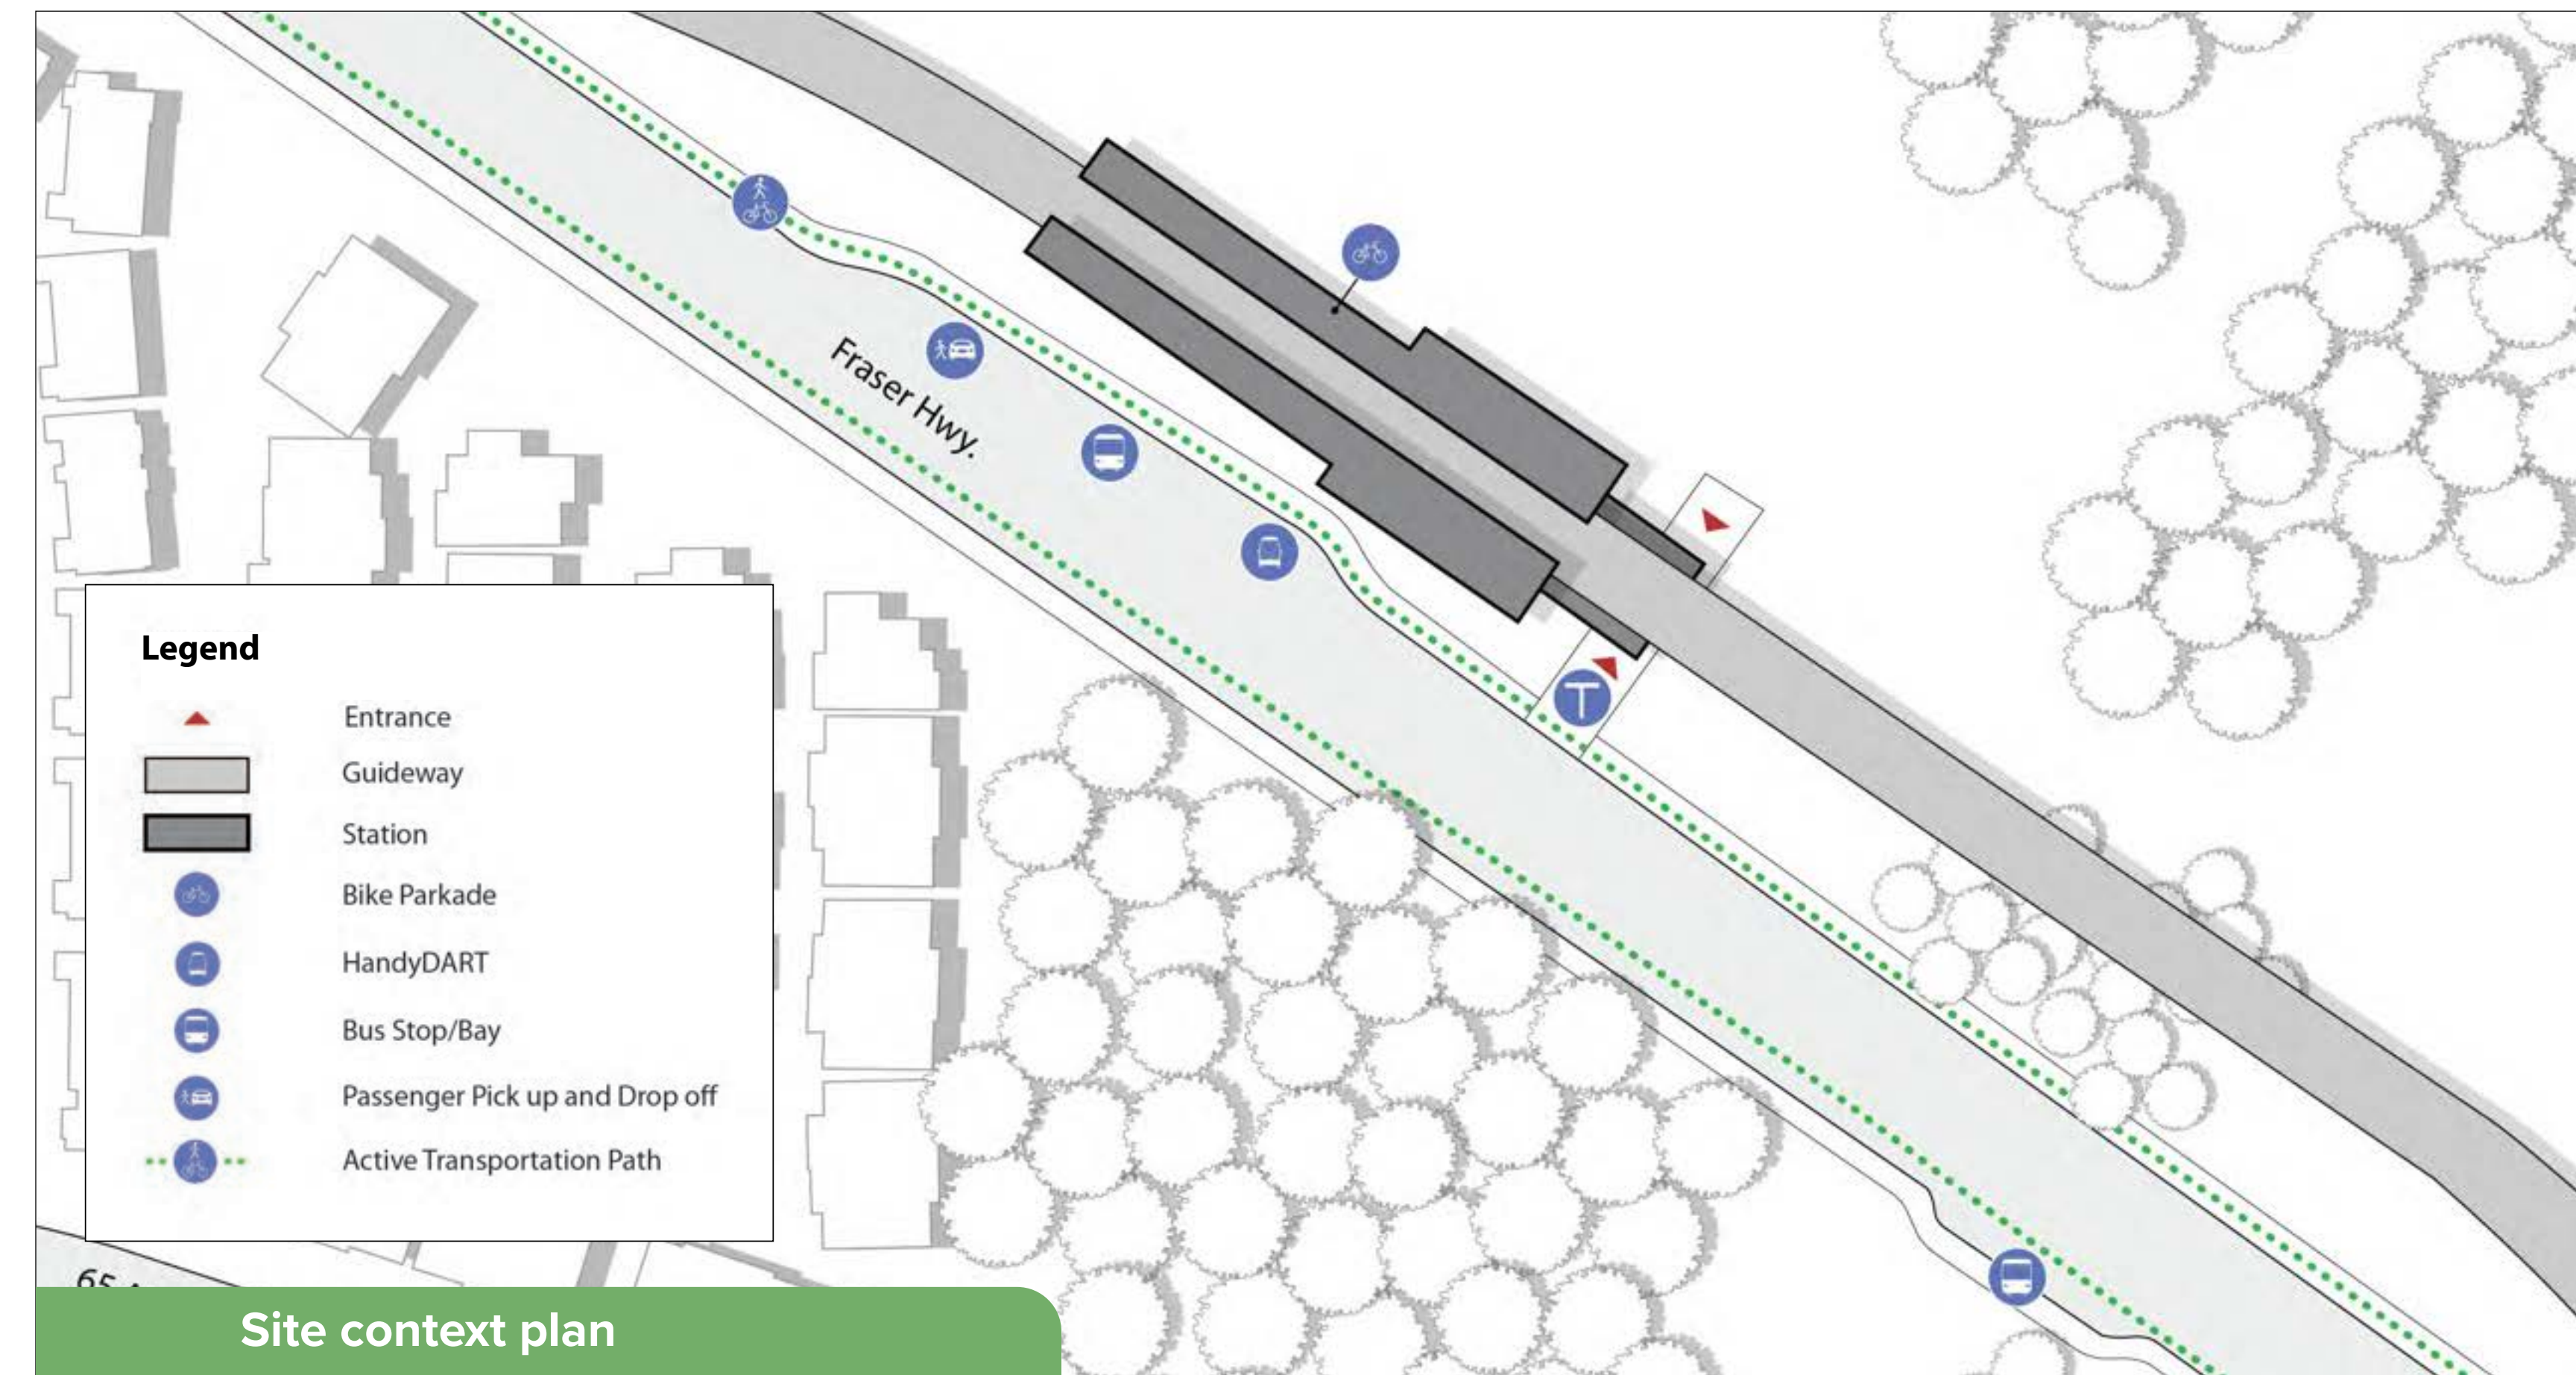 Fraser Hwy.
T
Legend
Entrance
Guideway
Station
Bike Parkade
HandyDART
Bus Stop/Bay
Passenger Pick up and Drop off
Active Transportation Path
65
Site context plan